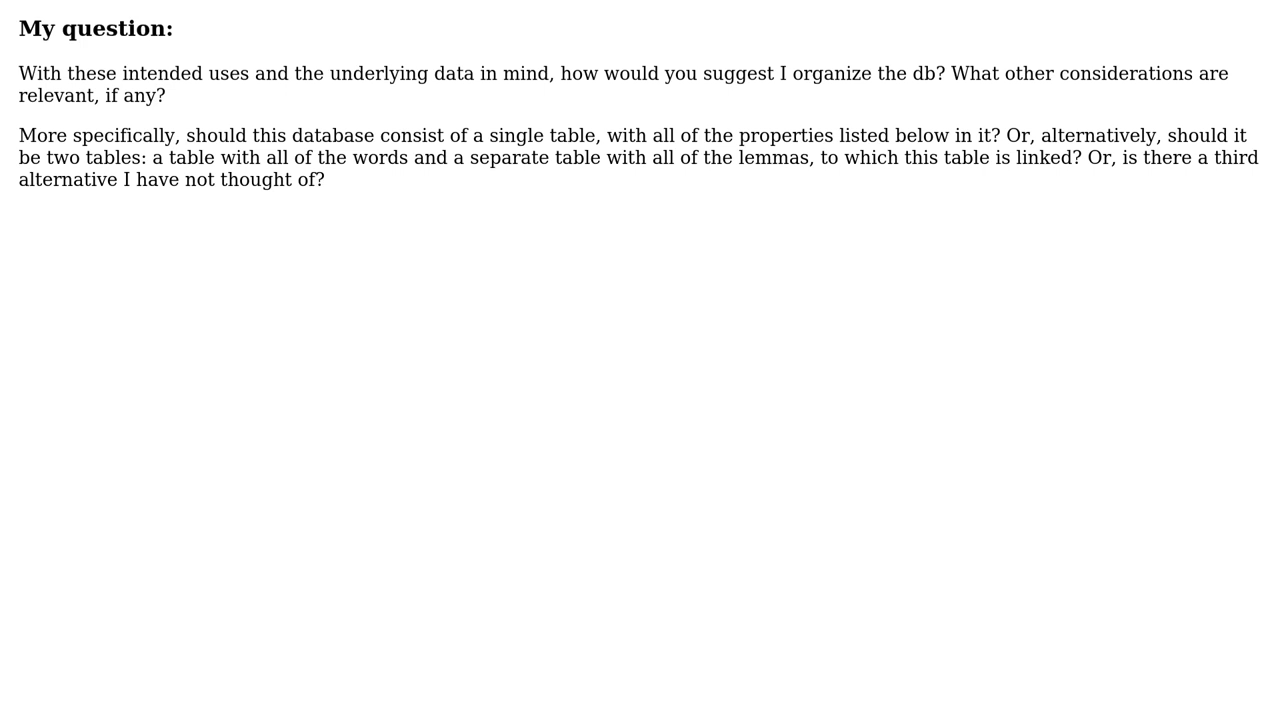 My question:
With these intended uses and the underlying data in mind, how would you suggest I organize the db? What other considerations are
relevant, if any?
More specifically, should this database consist of a single table, with all of the properties listed below in it? Or, alternatively, should it
be two tables: a table with all of the words and a separate table with all of the lemmas, to which this table is linked? Or, is there a third
alternative I have not thought of?